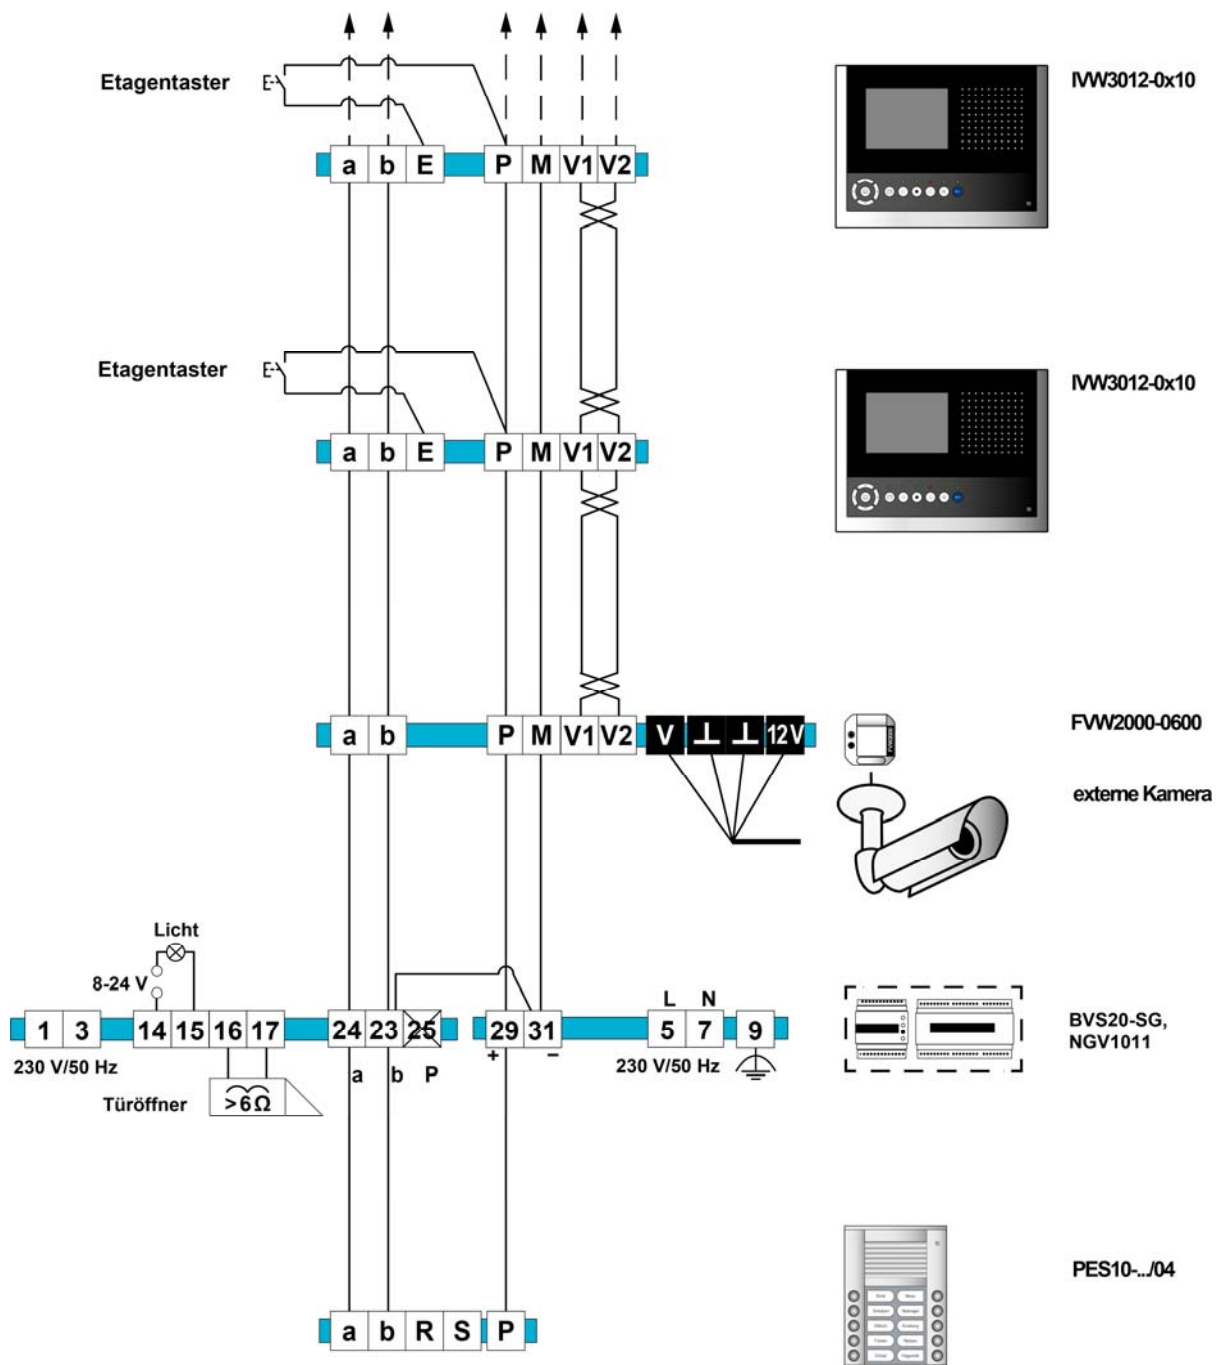 Etagentaster
IVW3012-0x10
a b E P M V1 V2
Etagentaster
IVW3012-0x10
a b E P M V1 V2
a b P M V1 V2 V ⊥ ⊥ 12V
FVW2000-0600
externe Kamera
Licht
8-24 V
L N
1 3 14 15 16 17 24 23 25 29 31 5 7 9
+ –
230 V/50 Hz a b P 230 V/50 Hz
BVS20-SG,
NGV1011
Türöffner >6Ω
PES10-.../04
a b R S P